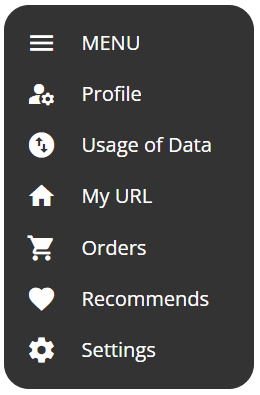 MENU
Profile
Usage of Data
My URL
Orders
Recommends
Settings